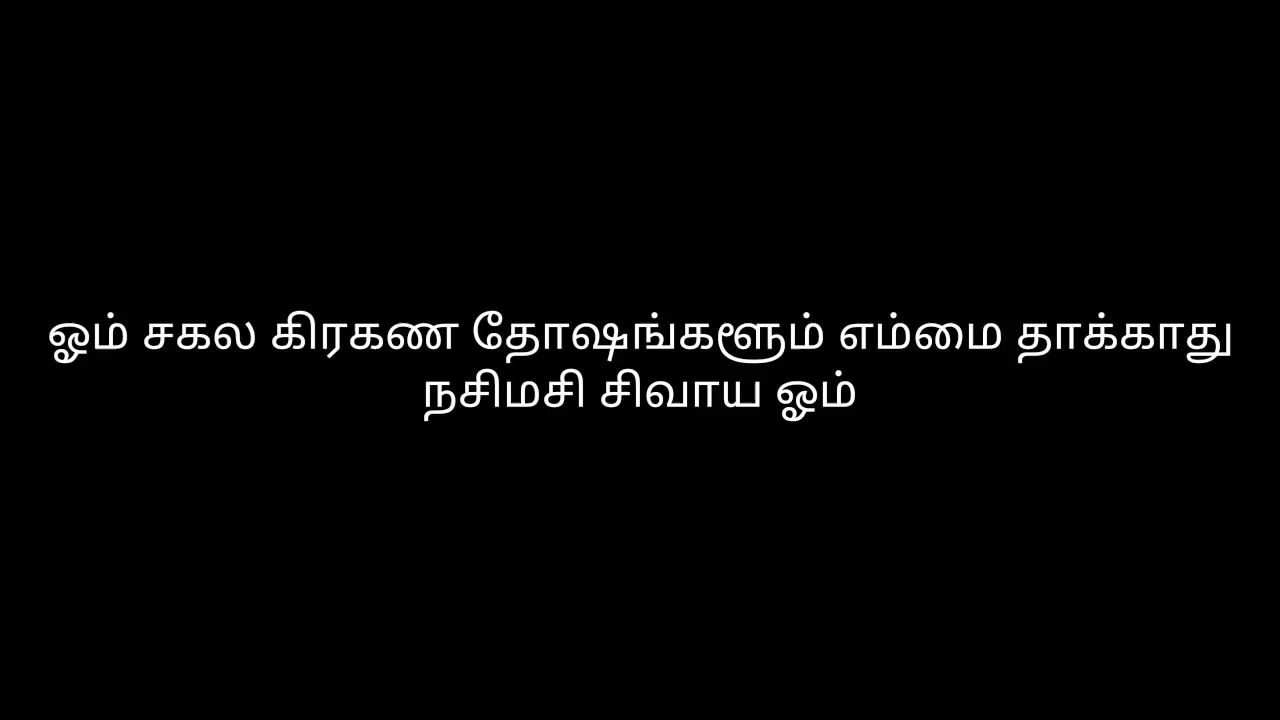 ஓம் சகல கிரகண தோஷங்களூம் எம்மை தாக்காது
நசிமசி சிவாய ஓம்